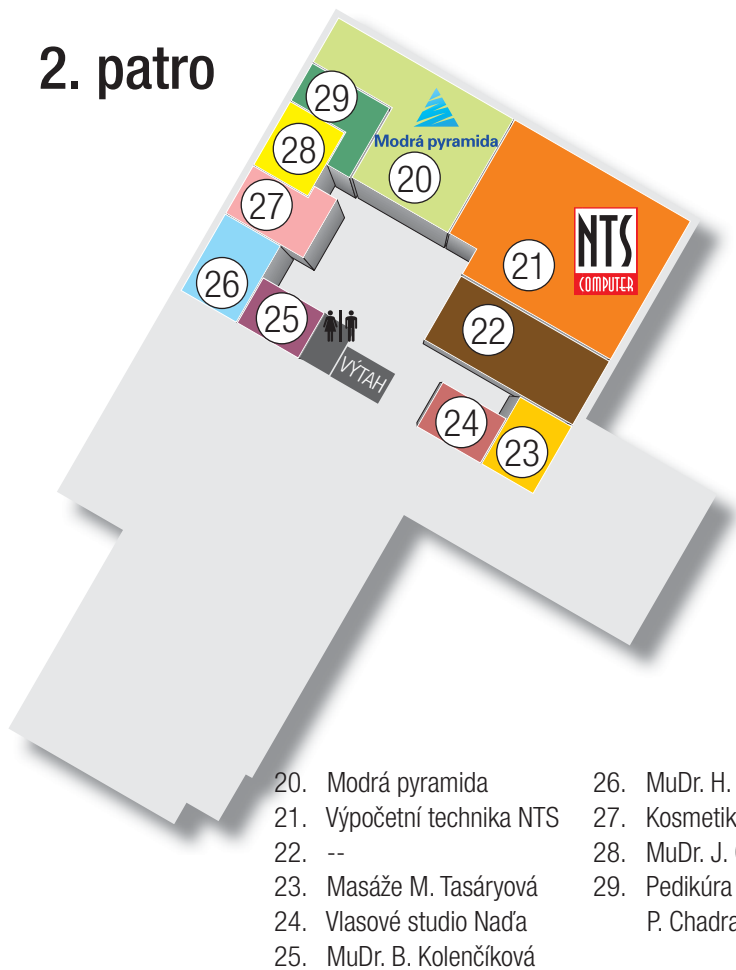 2. patro
29
28
Modrá pyramida
20
27
NTS
COMPUTER
21
26
25
22
VÝTAH
24
23
20. Modrá pyramida
21. Výpočetní technika NTS
22. --
23. Masáže M. Tasáryová
24. Vlasové studio Naďa
25. MuDr. B. Kolenčíková
26. MuDr. H.
27. Kosmetik
28. MuDr. J.
29. Pedikúra
P. Chadra